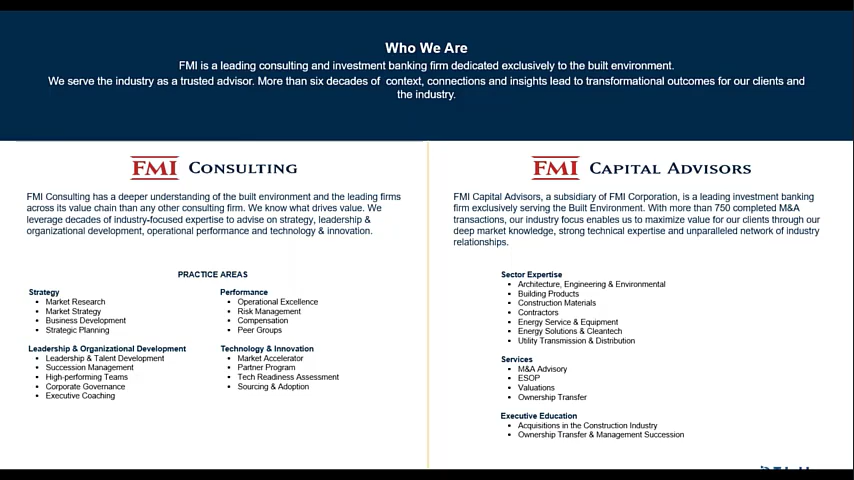 Who We Are
FMI is a leading consulting and investment banking firm dedicated exclusively to the built environment.
We serve the industry as a trusted advisor. More than six decades of context, connections and insights lead to transformational outcomes for our clients and
the industry.
FMI CONSULTING
FMI Consulting has a deeper understanding of the built environment and the leading firms
across its value chain than any other consulting firm. We know what drives value. We
leverage decades of industry-focused expertise to advise on strategy, leadership &
organizational development, operational performance and technology & innovation.
PRACTICE AREAS
Strategy
▪ Market Research
▪ Market Strategy
▪ Business Development
▪ Strategic Planning
Leadership & Organizational Development
▪ Leadership & Talent Development
▪ Succession Management
▪ High-performing Teams
▪ Corporate Governance
▪ Executive Coaching
Performance
▪ Operational Excellence
▪ Risk Management
▪ Compensation
▪ Peer Groups
Technology & Innovation
▪ Market Accelerator
▪ Partner Program
▪ Tech Readiness Assessment
▪ Sourcing & Adoption
FMI CAPITAL ADVISORS
FMI Capital Advisors, a subsidiary of FMI Corporation, is a leading investment banking
firm exclusively serving the Built Environment. With more than 750 completed M&A
transactions, our industry focus enables us to maximize value for our clients through our
deep market knowledge, strong technical expertise and unparalleled network of industry
relationships.
Sector Expertise
▪ Architecture, Engineering & Environmental
▪ Building Products
▪ Construction Materials
▪ Contractors
▪ Energy Service & Equipment
▪ Energy Solutions & Cleantech
▪ Utility Transmission & Distribution
Services
▪ M&A Advisory
▪ ESOP
▪ Valuations
▪ Ownership Transfer
Executive Education
▪ Acquisitions in the Construction Industry
▪ Ownership Transfer & Management Succession